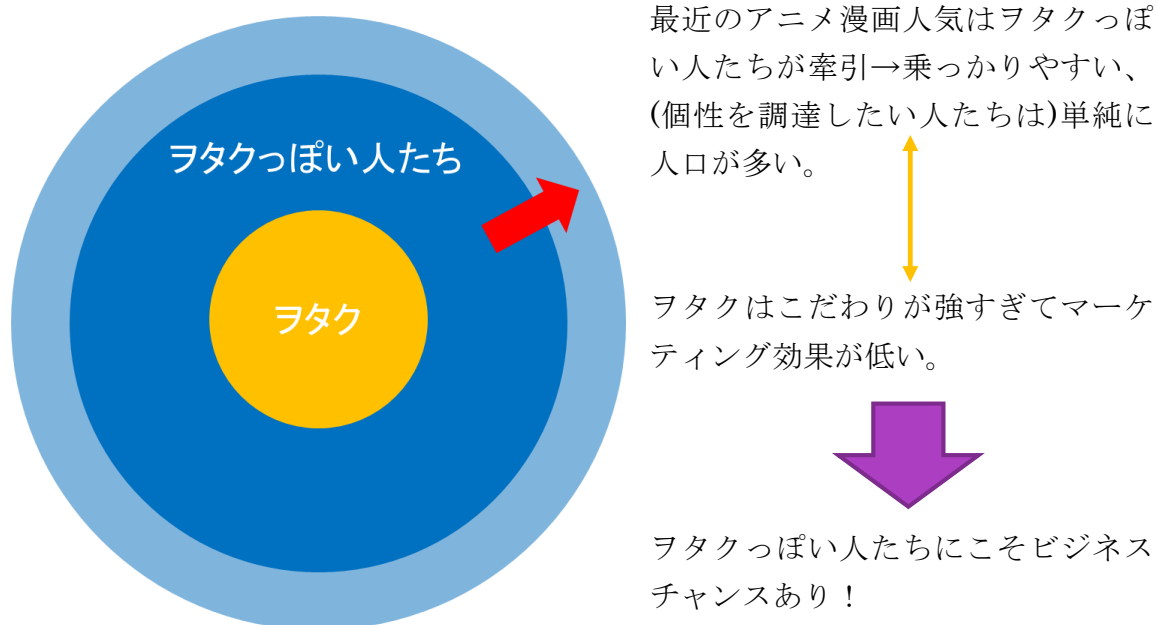 ヲタクっぽい人たち
ヲタク
最近のアニメ漫画人気はヲタクっぽ
い人たちが牽引→乗っかりやすい、
(個性を調達したい人たちは)単純に
人口が多い。
ヲタクはこだわりが強すぎてマーケ
ティング効果が低い。
ヲタクっぽい人たちにこそビジネス
チャンスあり！